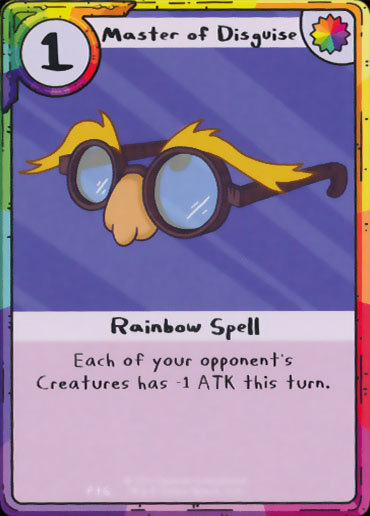 1
Master of Disguise
Rainbow Spell
Each of your opponent's
Creatures has -1 ATK this turn.